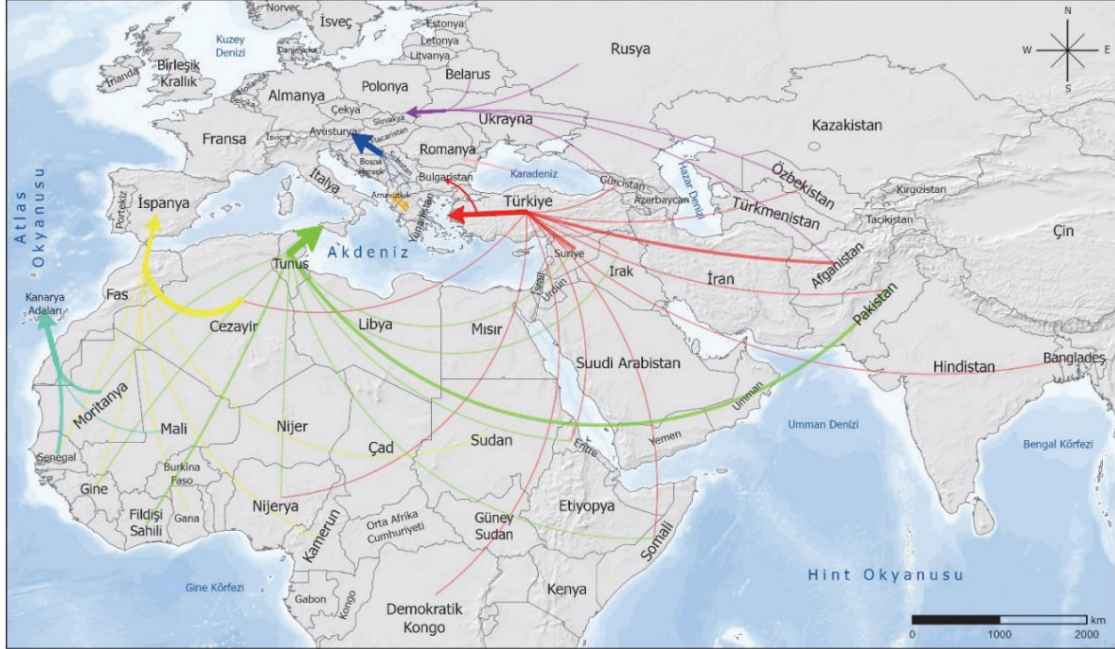 Norveç
İsveç
Estonya
Letonya
Litvanya
Rusya
N
W
E
S
Kuzey
Denizi
Danimarka
İrlanda
Birleşik
Krallık
Hollanda
Belçika
Almanya
Polonya
Belarus
Çekya
Slovakya
Ukrayna
Kazakistan
Fransa
İsviçre
Avusturya
Macaristan
Romanya
Bosna
Hersek
Sırbistan
Bulgaristan
Karadeniz
Hazar Denizi
Gürcistan
Azerbaycan
Özbekistan
Türkmenistan
Kırgızistan
Tacikistan
Çin
Atlas
Okyanusu
Portekiz
İspanya
İtalya
Arnavutluk
Yunanistan
Türkiye
Akdeniz
Tunus
Suriye
Irak
İsrail
Ürdün
İran
Afganistan
Pakistan
Kanarya
Adaları
Fas
Cezayir
Libya
Mısır
Suudi Arabistan
Hindistan
Bangladeş
Umman
Yemen
Umman Denizi
Bengal Körfezi
Moritanya
Mali
Nijer
Çad
Sudan
Eritre
Senegal
Gine
Burkina
Faso
Fildişi
Sahili
Gana
Nijerya
Kamerun
Orta Afrika
Cumhuriyeti
Güney
Sudan
Etiyopya
Somali
Gine Körfezi
Gabon
Kongo
Demokratik
Kongo
Kenya
Hint Okyanusu
0
1000
2000
km